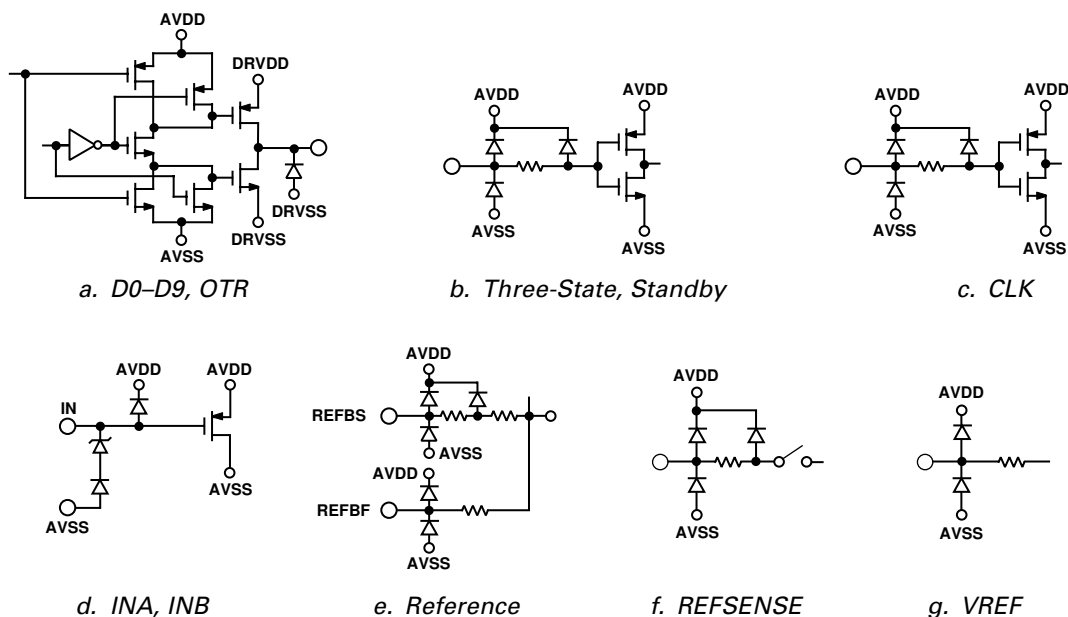 AVDD
DRVDD
DRVSS
DRVSS
AVSS
a. D0–D9, OTR
AVDD
AVDD
AVSS
AVSS
b. Three-State, Standby
AVDD
AVDD
AVSS
AVSS
c. CLK
AVDD
AVDD
IN
AVSS
AVSS
d. INA, INB
AVDD
REFBS
AVSS
AVDD
REFBF
AVSS
e. Reference
AVDD
AVSS
f. REFSENSE
AVDD
AVSS
g. VREF